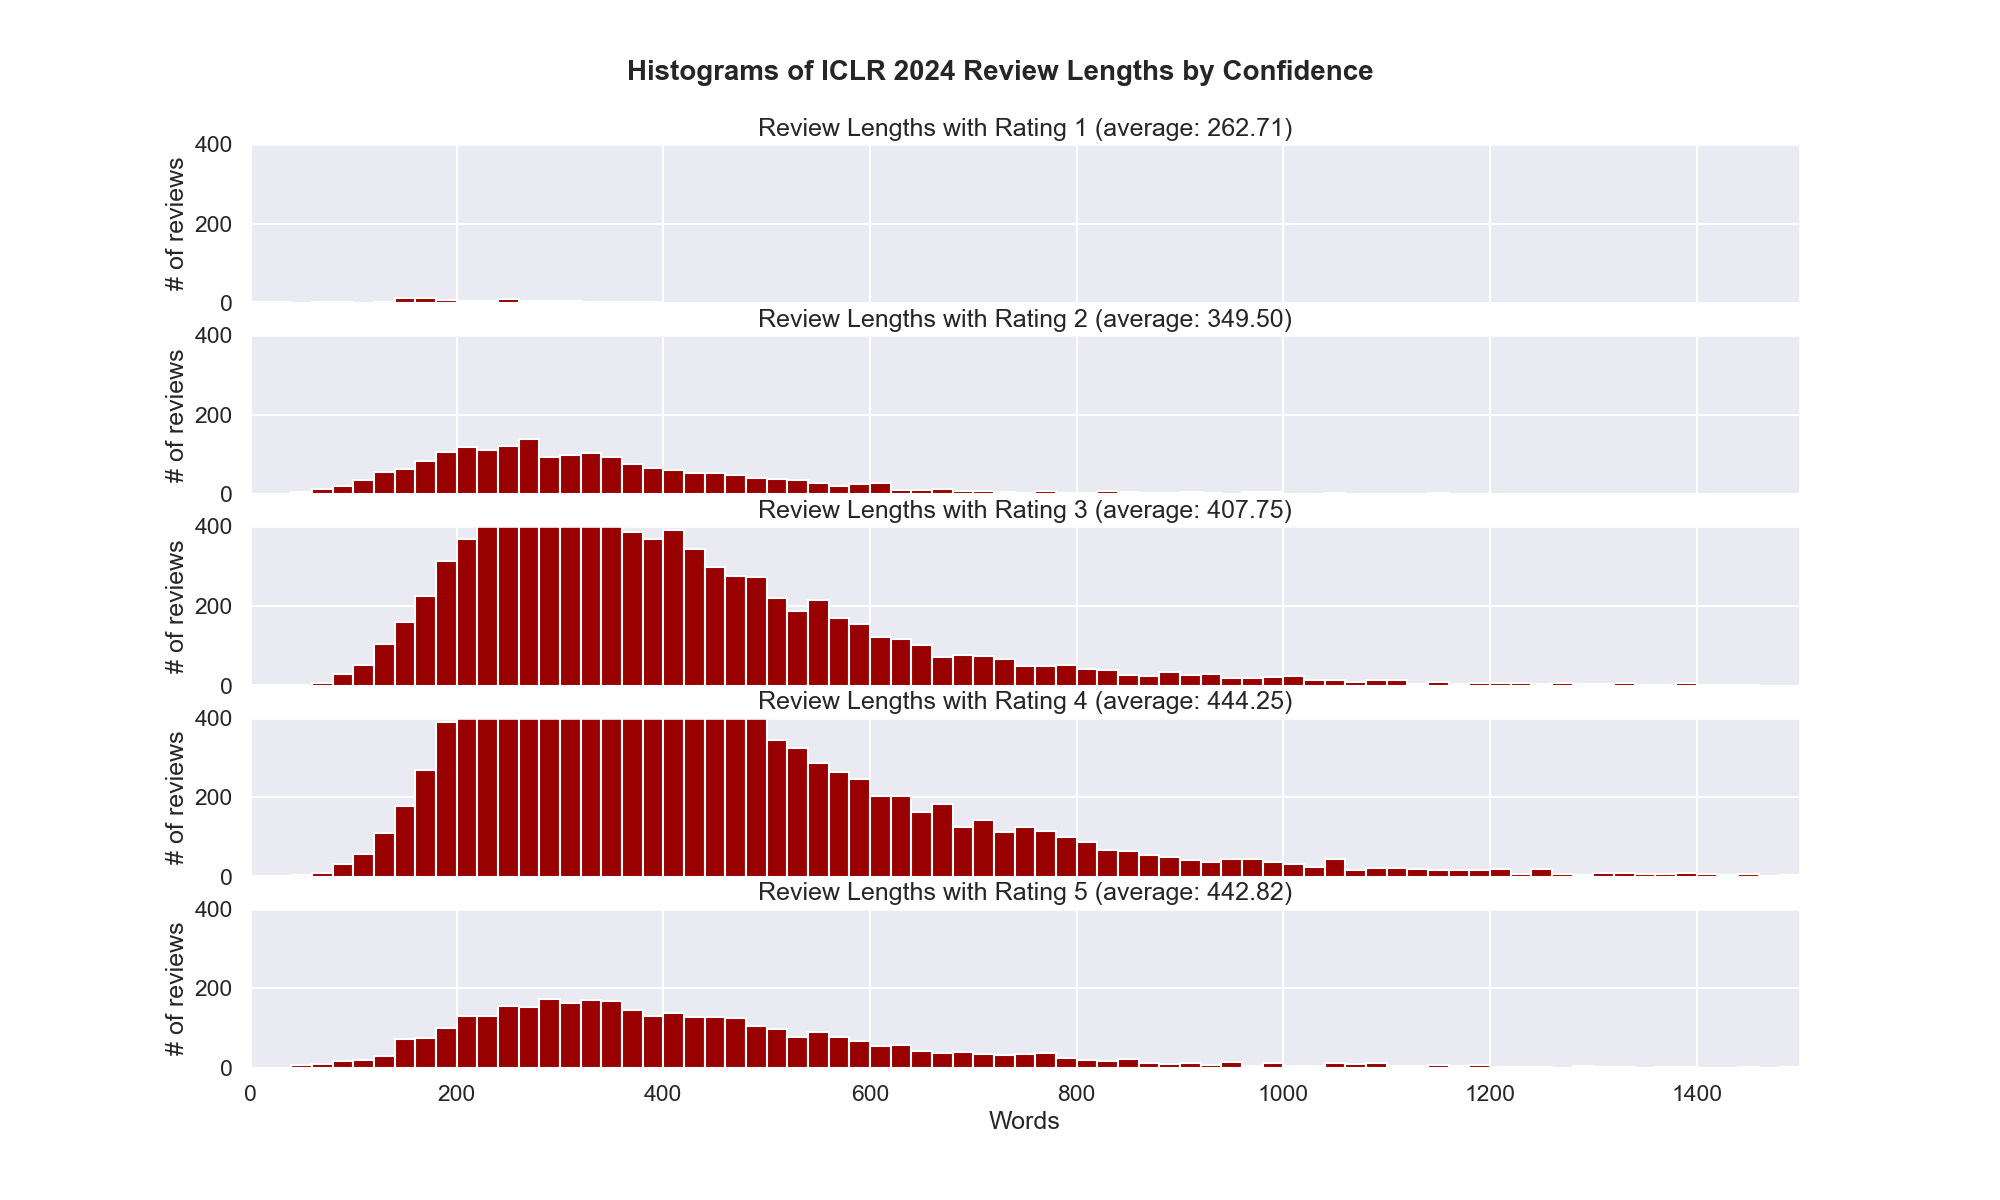 Histograms of ICLR 2024 Review Lengths by Confidence
Review Lengths with Rating 1 (average: 262.71)
400
200
0
# of reviews
Review Lengths with Rating 2 (average: 349.50)
400
200
0
# of reviews
Review Lengths with Rating 3 (average: 407.75)
400
200
0
# of reviews
Review Lengths with Rating 4 (average: 444.25)
400
200
0
# of reviews
Review Lengths with Rating 5 (average: 442.82)
400
200
0
# of reviews
0 200 400 600 800 1000 1200 1400
Words